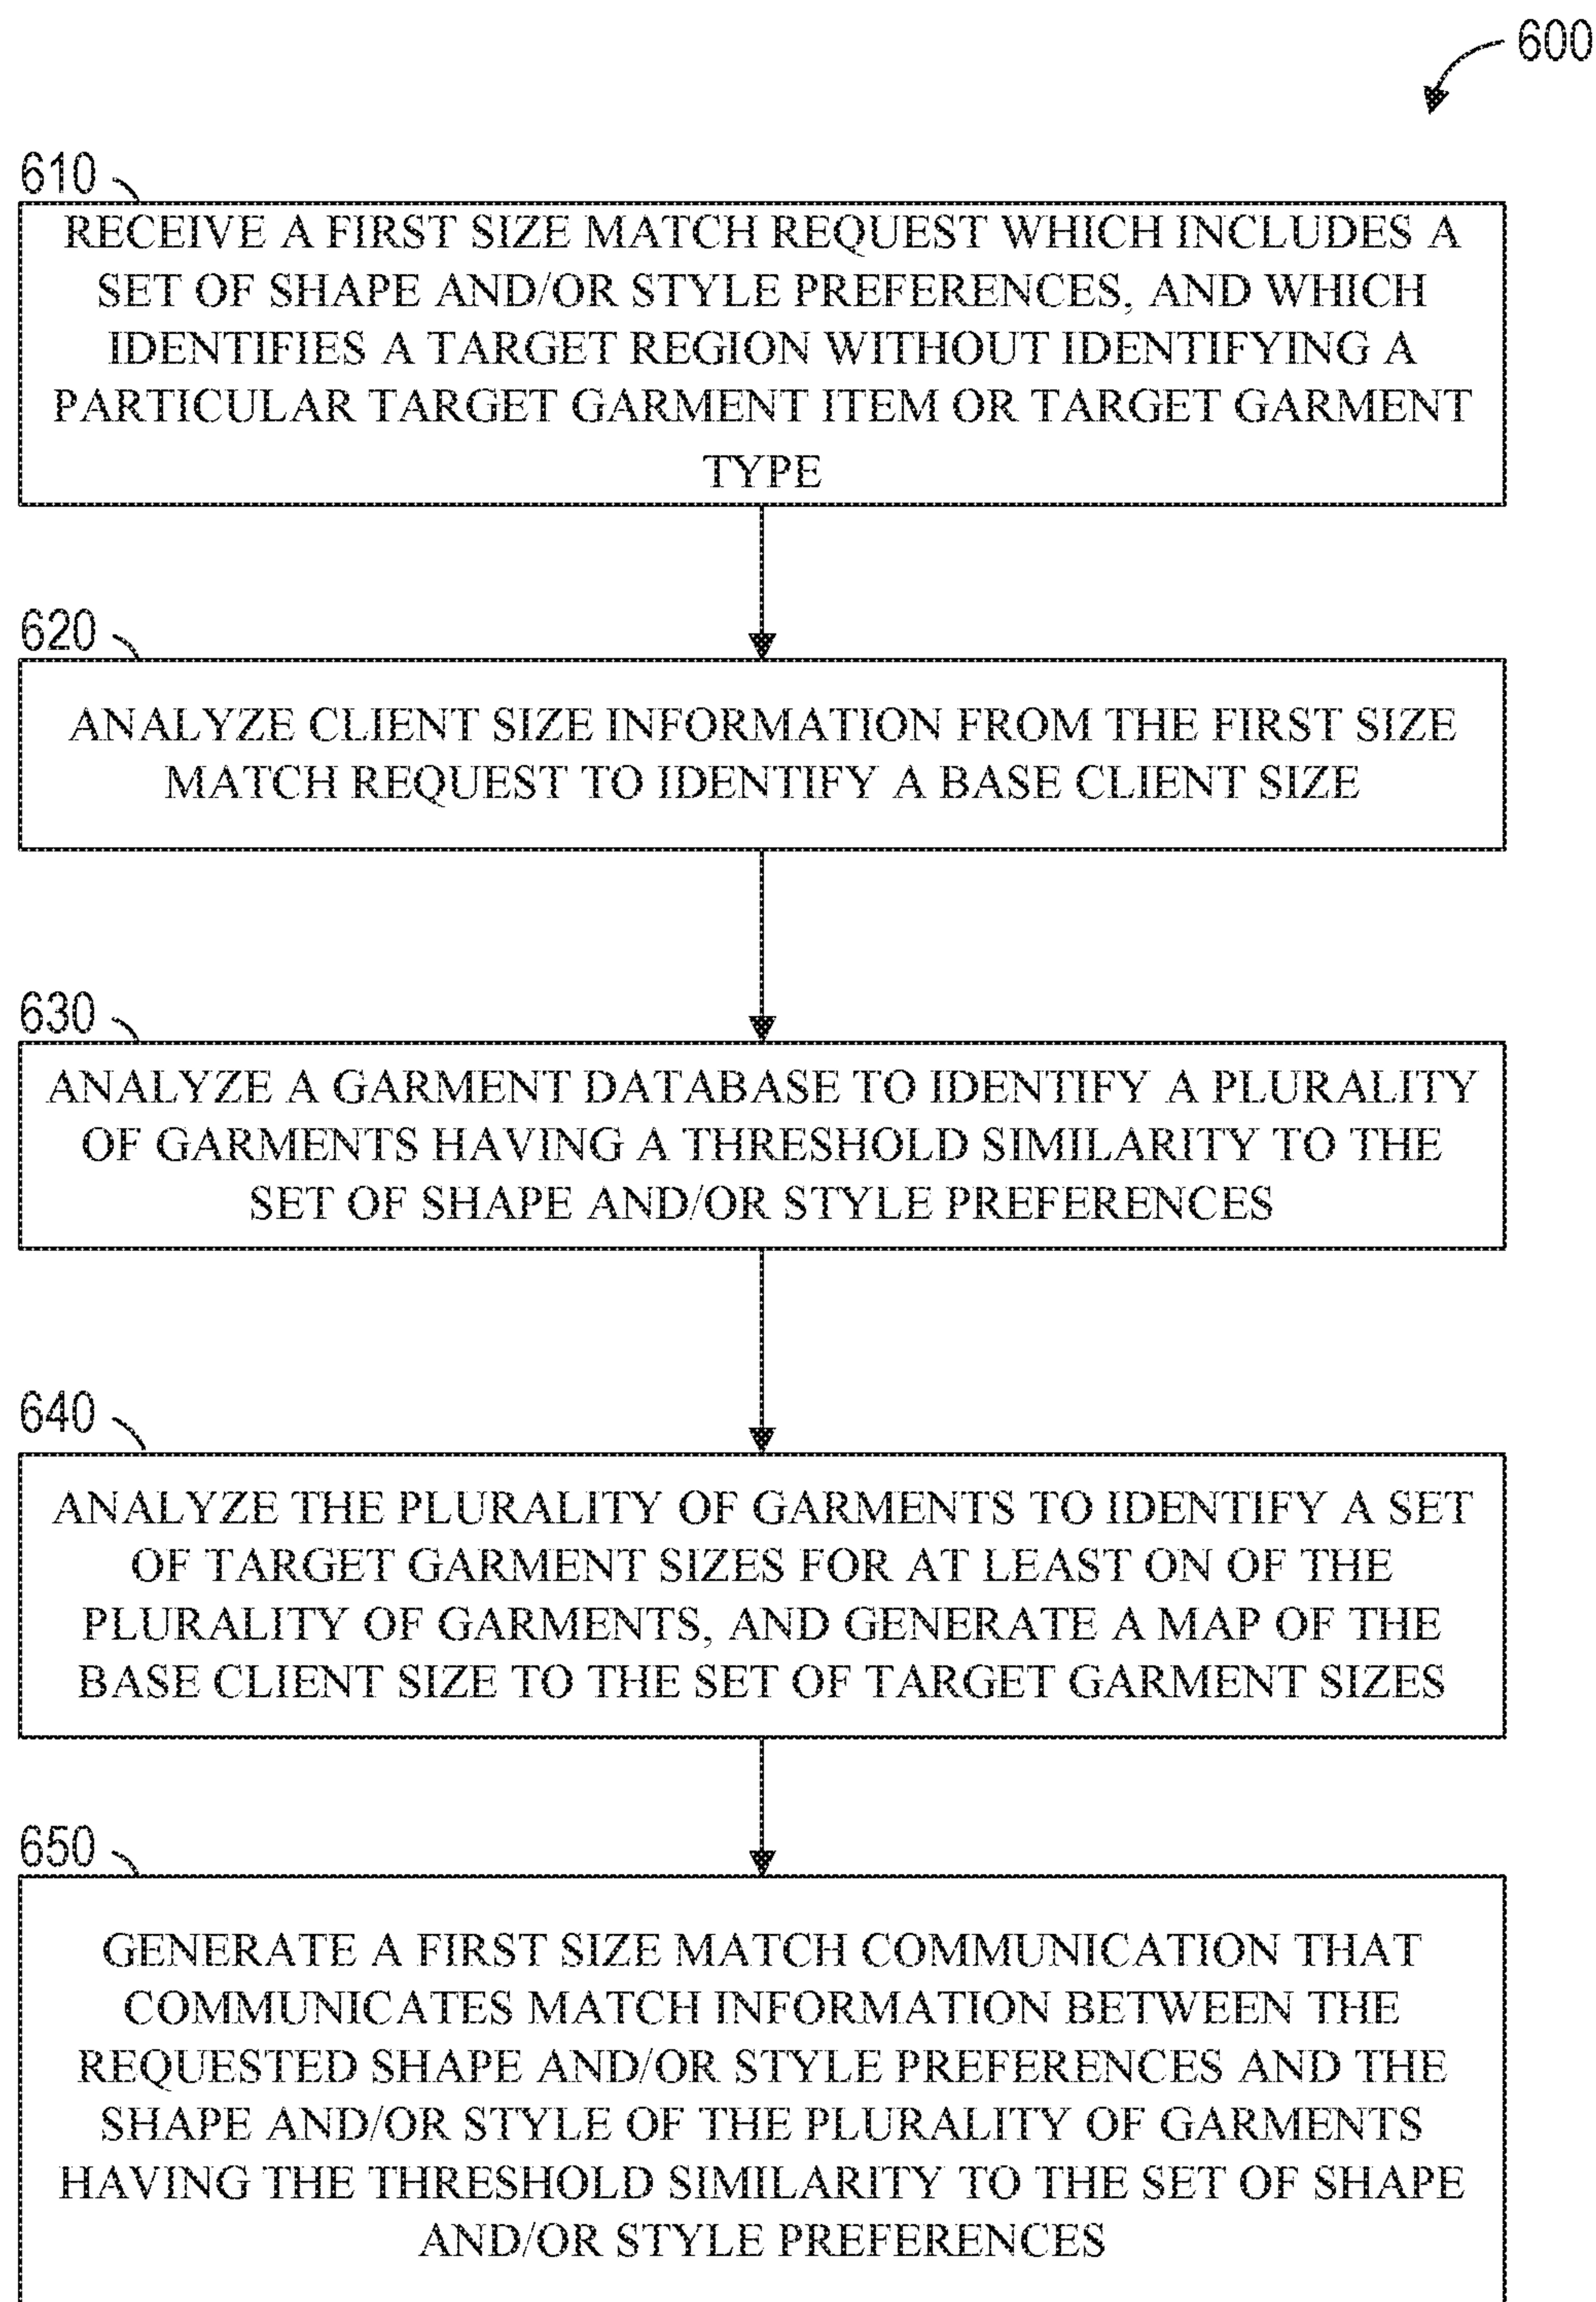 600
610
RECEIVE A FIRST SIZE MATCH REQUEST WHICH INCLUDES A
SET OF SHAPE AND/OR STYLE PREFERENCES, AND WHICH
IDENTIFIES A TARGET REGION WITHOUT IDENTIFYING A
PARTICULAR TARGET GARMENT ITEM OR TARGET GARMENT
TYPE
620
ANALYZE CLIENT SIZE INFORMATION FROM THE FIRST SIZE
MATCH REQUEST TO IDENTIFY A BASE CLIENT SIZE
630
ANALYZE A GARMENT DATABASE TO IDENTIFY A PLURALITY
OF GARMENTS HAVING A THRESHOLD SIMILARITY TO THE
SET OF SHAPE AND/OR STYLE PREFERENCES
640
ANALYZE THE PLURALITY OF GARMENTS TO IDENTIFY A SET
OF TARGET GARMENT SIZES FOR AT LEAST ON OF THE
PLURALITY OF GARMENTS, AND GENERATE A MAP OF THE
BASE CLIENT SIZE TO THE SET OF TARGET GARMENT SIZES
650
GENERATE A FIRST SIZE MATCH COMMUNICATION THAT
COMMUNICATES MATCH INFORMATION BETWEEN THE
REQUESTED SHAPE AND/OR STYLE PREFERENCES AND THE
SHAPE AND/OR STYLE OF THE PLURALITY OF GARMENTS
HAVING THE THRESHOLD SIMILARITY TO THE SET OF SHAPE
AND/OR STYLE PREFERENCES